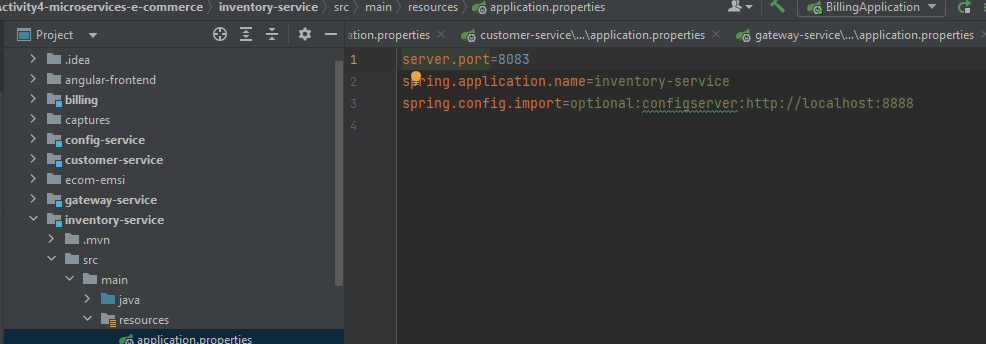 ctivity4-microservices-e-commerce inventory-service src main resources application.properties BillingApplication
Project
ation.properties customer-service\...\application.properties gateway-service\...\application.properties
.idea
angular-frontend
billing
captures
config-service
customer-service
ecom-emsi
gateway-service
inventory-service
.mvn
src
main
java
resources
application.properties
1 server.port=8083
2 spring.application.name=inventory-service
3 spring.config.import=optional:configserver:http://localhost:8888
4